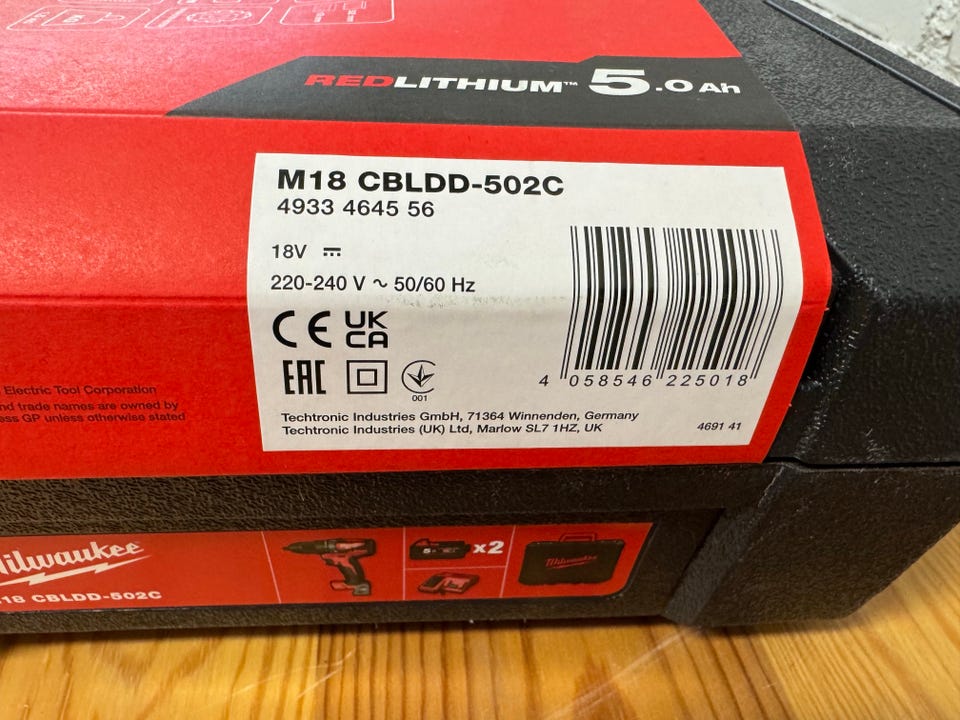 REDLITHIUM™ 5.0 Ah
M18 CBLDD-502C
4933 4645 56
18V ⎓
220-240 V ~ 50/60 Hz
CE UK CA
EAC
001
4 058546 225018
Techtronic Industries GmbH, 71364 Winnenden, Germany
Techtronic Industries (UK) Ltd, Marlow SL7 1HZ, UK
4691 41
Electric Tool Corporation
nd trade names are owned by
ess GP unless otherwise stated
Milwaukee
M18 CBLDD-502C
x2
Milwaukee